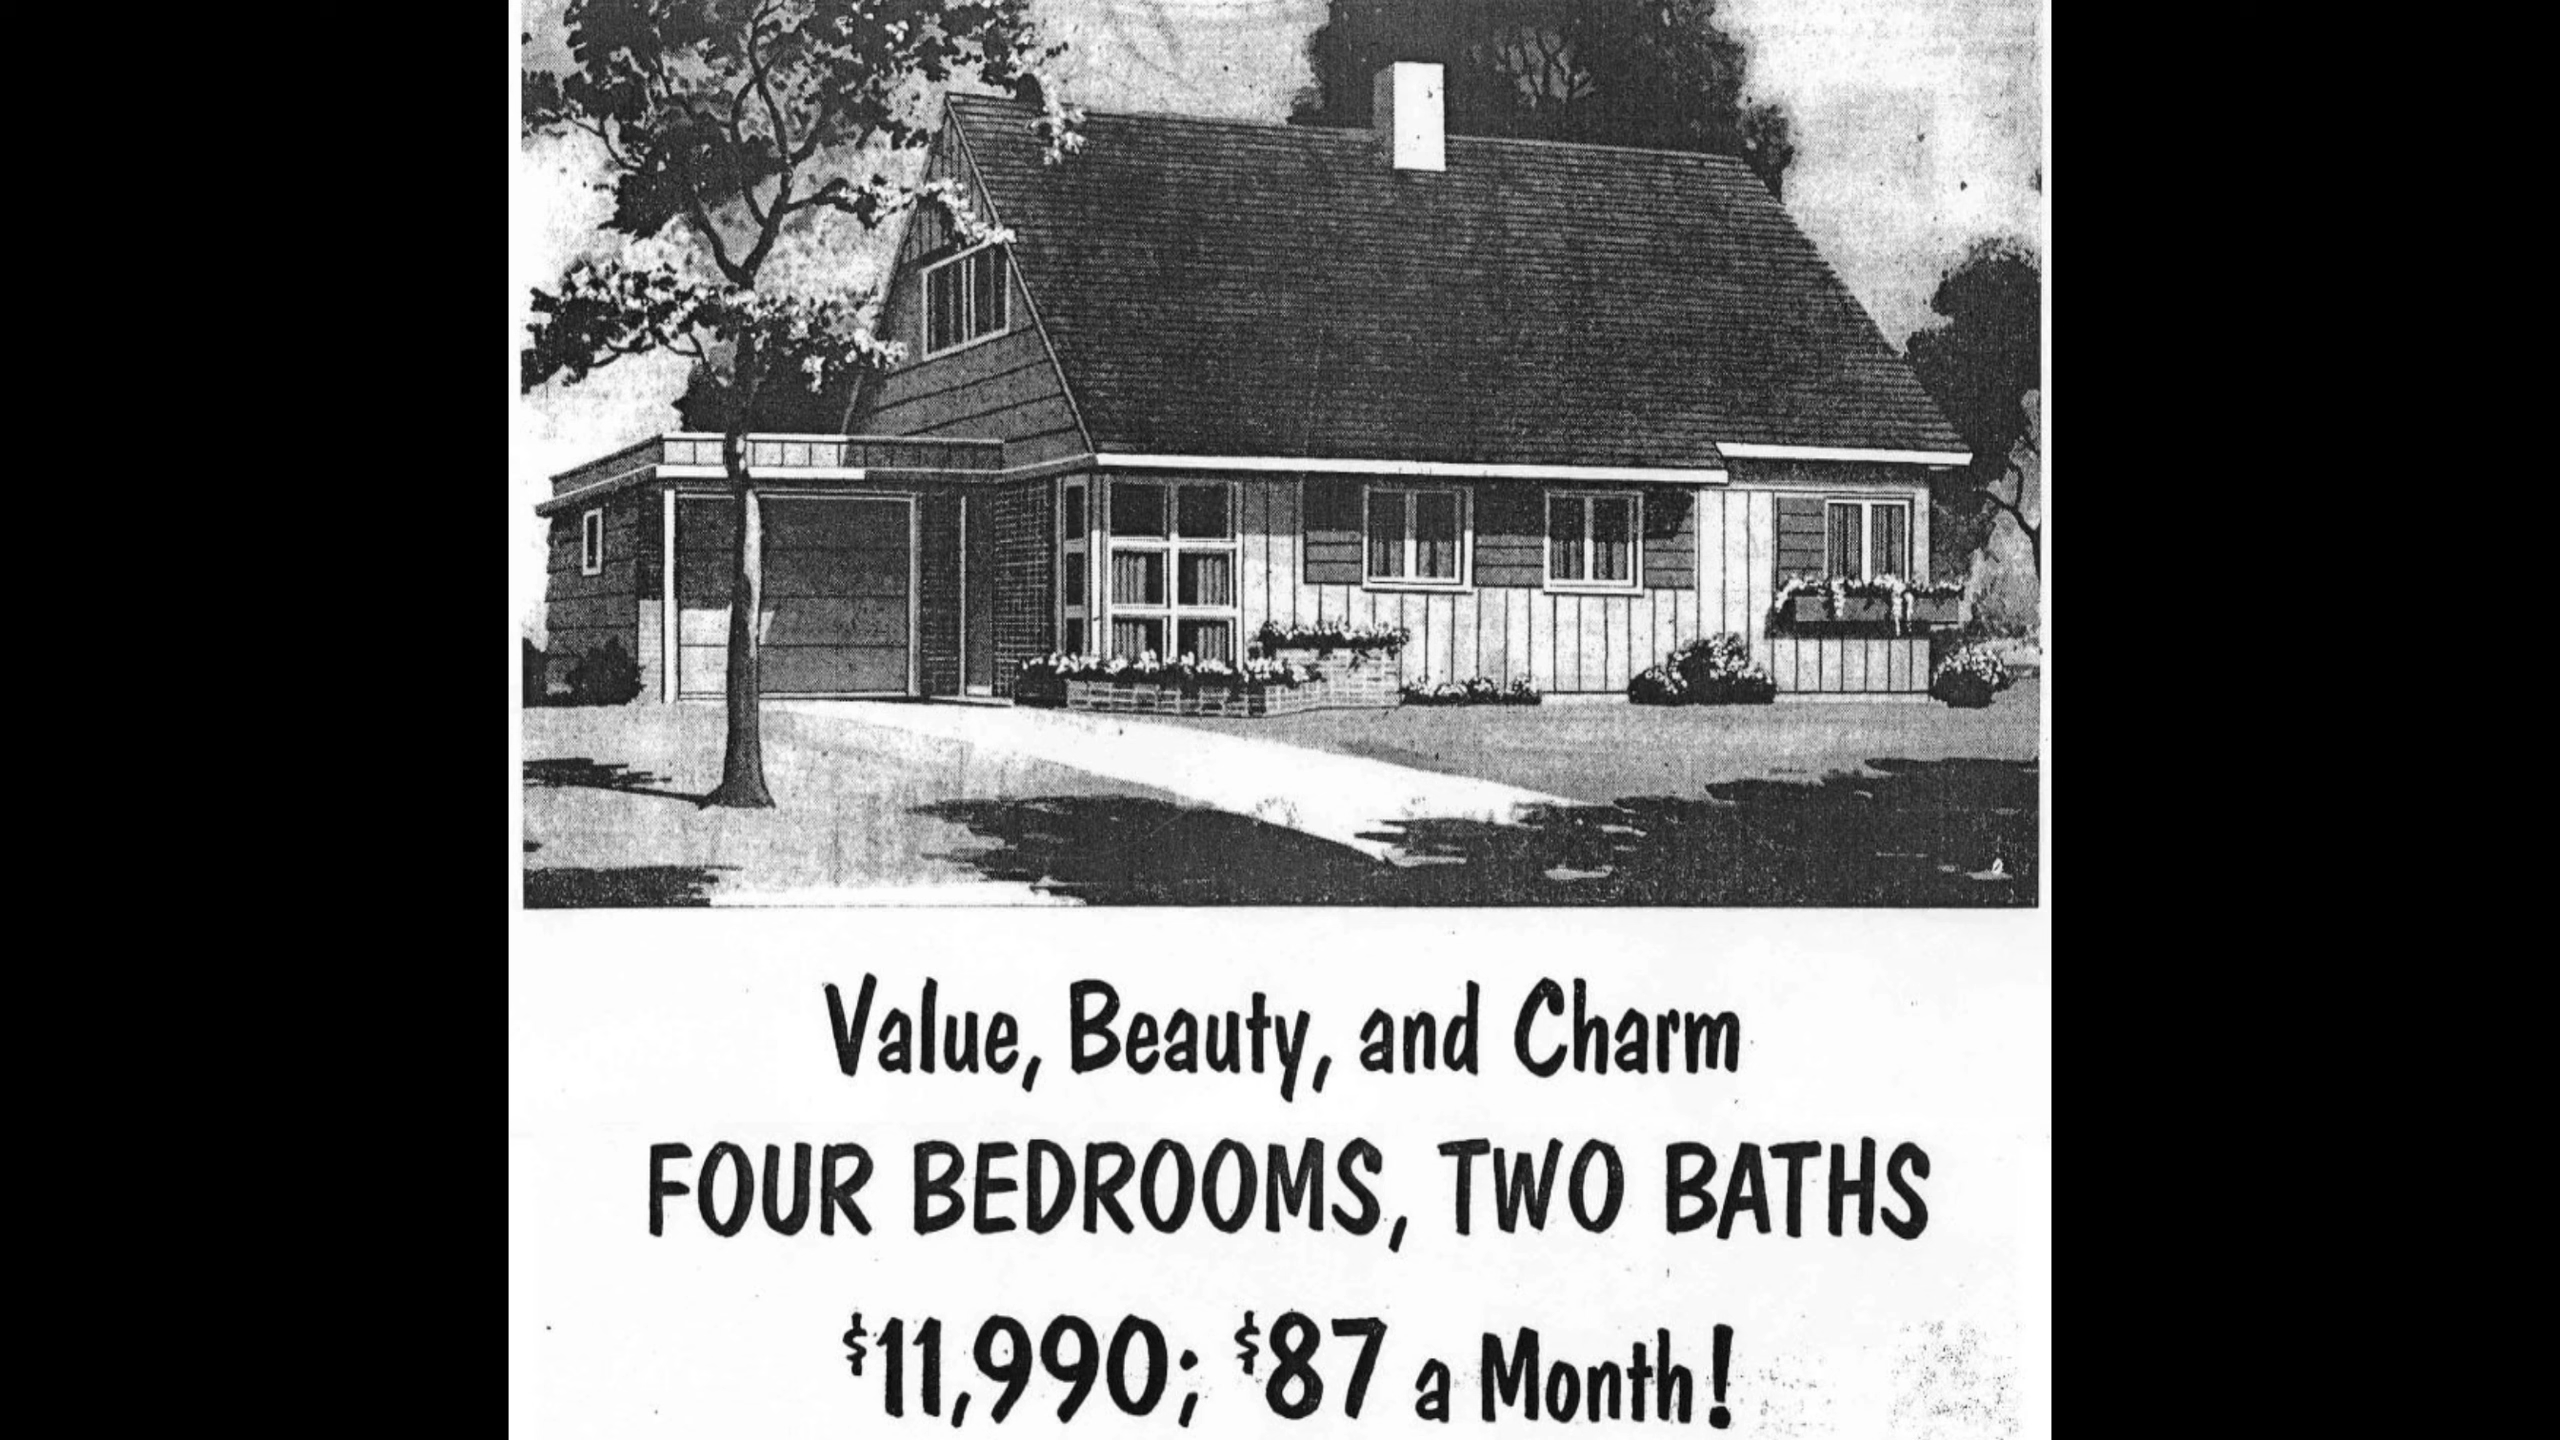 Value, Beauty, and Charm
FOUR BEDROOMS, TWO BATHS
$11,990; $87 a Month!